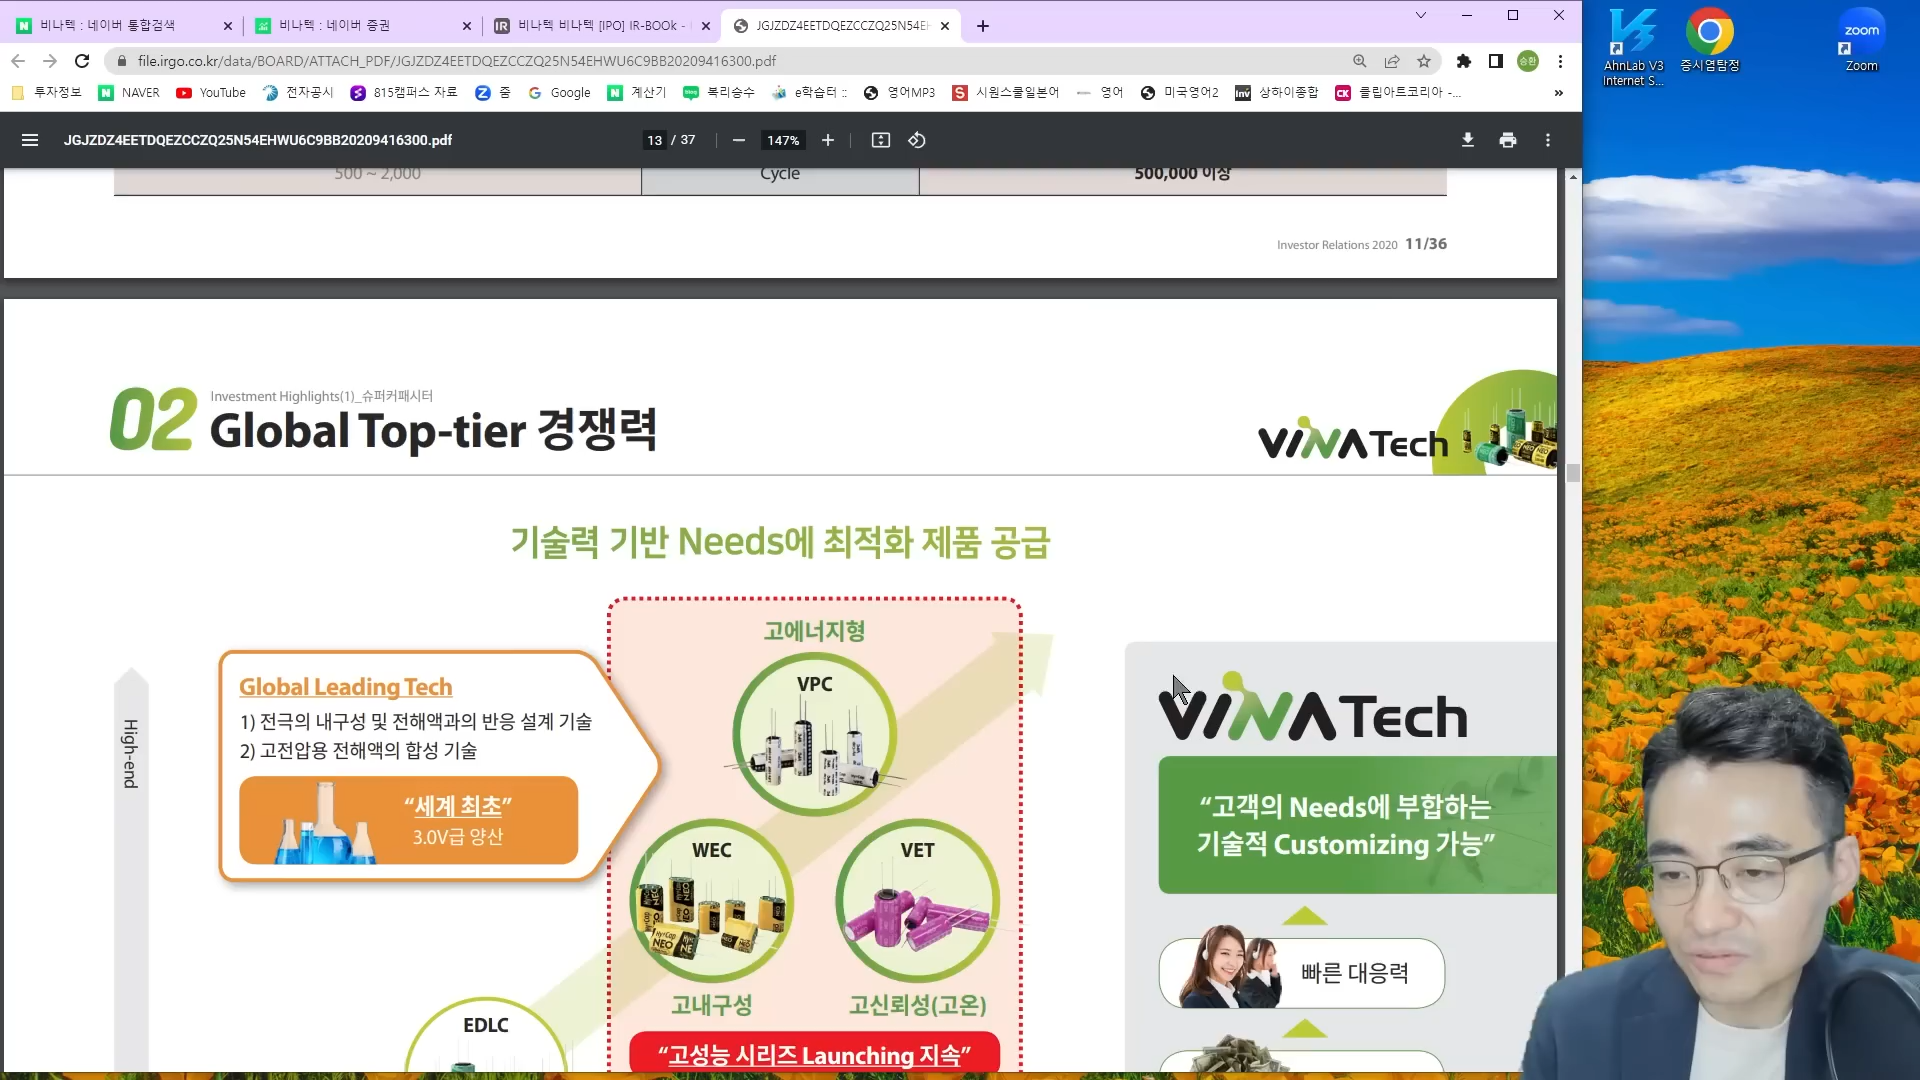 비나텍 : 네이버 통합검색
비나텍 : 네이버 증권
비나텍 비나텍 [IPO] IR-BOOk -
JGJZDZ4EETDQEZCCZQ25N54EH
file.irgo.co.kr/data/BOARD/ATTACH_PDF/JGJZDZ4EETDQEZCCZQ25N54EHWU6C9BB20209416300.pdf
승환
투자정보
NAVER
YouTube
전자공시
815캠퍼스 자료
줌
Google
계산기
복리승수
e학습터 ::
영어MP3
시원스쿨일본어
영어
미국영어2
상하이종합
클립아트코리아 -...
JGJZDZ4EETDQEZCCZQ25N54EHWU6C9BB20209416300.pdf
13 / 37
147%
500 ~ 2,000
Cycle
500,000 이상
Investor Relations 2020 11/36
02
Investment Highlights(1)_슈퍼커패시터
Global Top-tier 경쟁력
VINATech
기술력 기반 Needs에 최적화 제품 공급
High-end
Global Leading Tech
1) 전극의 내구성 및 전해액과의 반응 설계 기술
2) 고전압용 전해액의 합성 기술
“세계 최초”
3.0V급 양산
고에너지형
VPC
WEC
VET
고내구성
고신뢰성(고온)
“고성능 시리즈 Launching 지속”
EDLC
VINATech
“고객의 Needs에 부합하는
기술적 Customizing 가능”
빠른 대응력
AhnLab V3
Internet S...
증시염탐정
zoom
Zoom